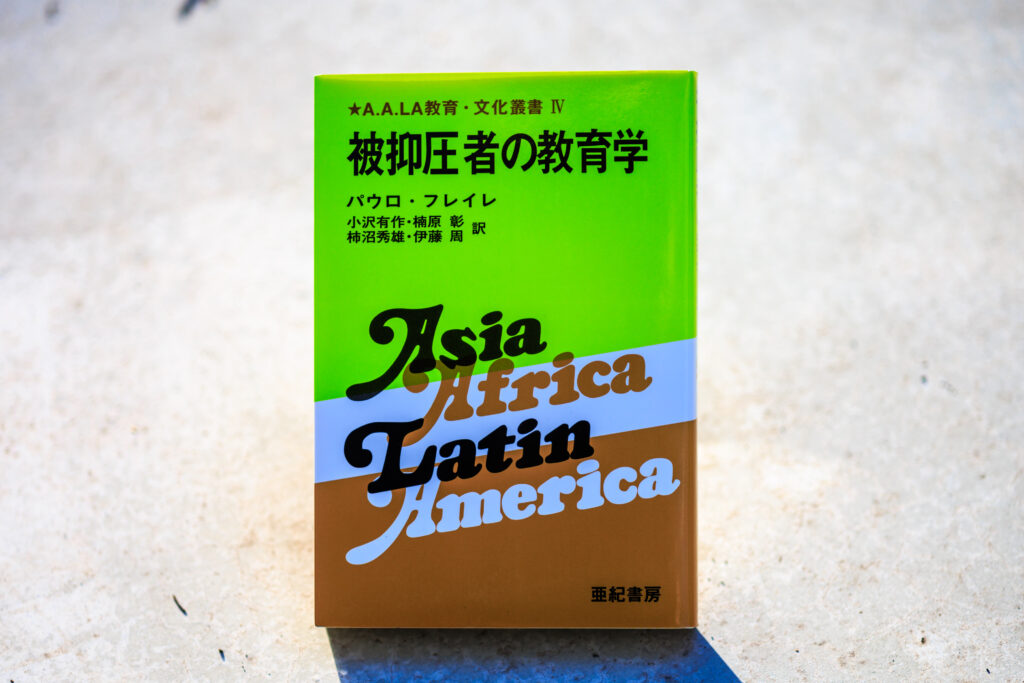 ★A.A.LA教育・文化叢書 Ⅳ
被抑圧者の教育学
パウロ・フレイレ
小沢有作・楠原 彰
柿沼秀雄・伊藤 周 訳
Asia
Africa
Latin
America
亜紀書房